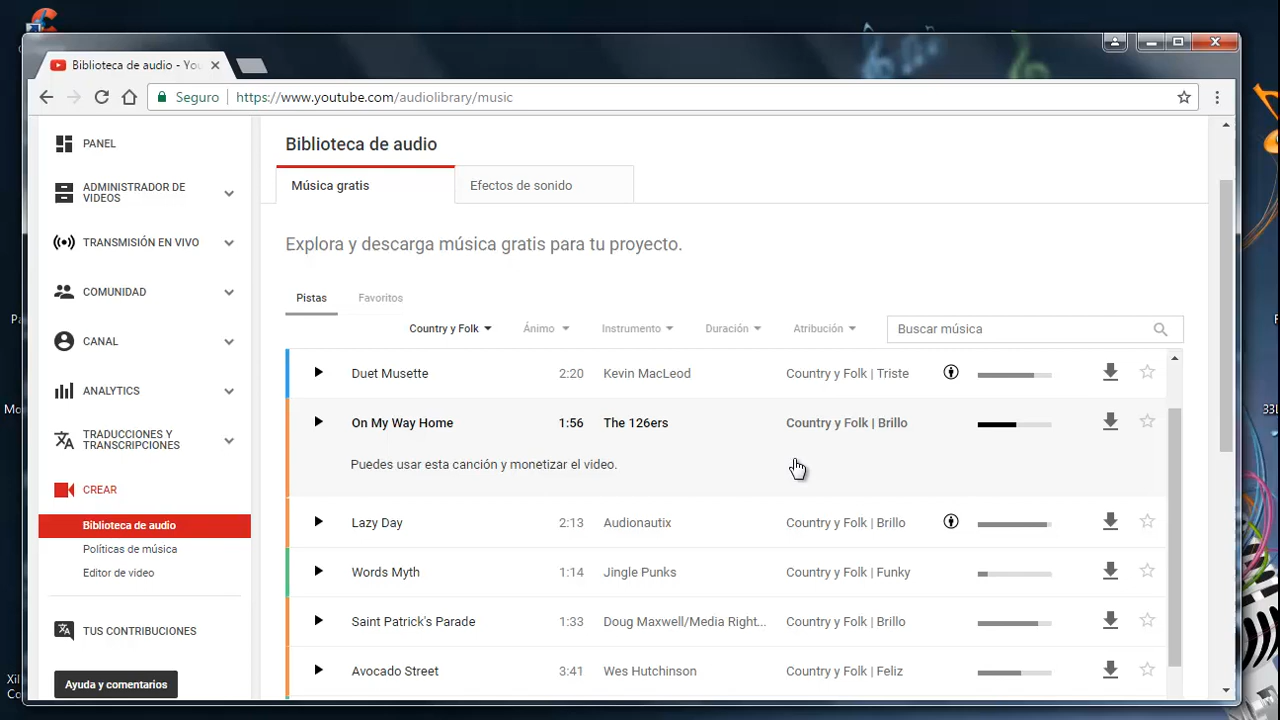 Biblioteca de audio - You
Seguro https://www.youtube.com/audiolibrary/music
PANEL
ADMINISTRADOR DE
VIDEOS
TRANSMISIÓN EN VIVO
COMUNIDAD
CANAL
ANALYTICS
TRADUCCIONES Y
TRANSCRIPCIONES
CREAR
Biblioteca de audio
Políticas de música
Editor de video
TUS CONTRIBUCIONES
Ayuda y comentarios
Biblioteca de audio
Música gratis Efectos de sonido
Explora y descarga música gratis para tu proyecto.
Pistas Favoritos
Country y Folk Ánimo Instrumento Duración Atribución Buscar música
Duet Musette 2:20 Kevin MacLeod Country y Folk | Triste
On My Way Home 1:56 The 126ers Country y Folk | Brillo
Puedes usar esta canción y monetizar el video.
Lazy Day 2:13 Audionautix Country y Folk | Brillo
Words Myth 1:14 Jingle Punks Country y Folk | Funky
Saint Patrick's Parade 1:33 Doug Maxwell/Media Right... Country y Folk | Brillo
Avocado Street 3:41 Wes Hutchinson Country y Folk | Feliz